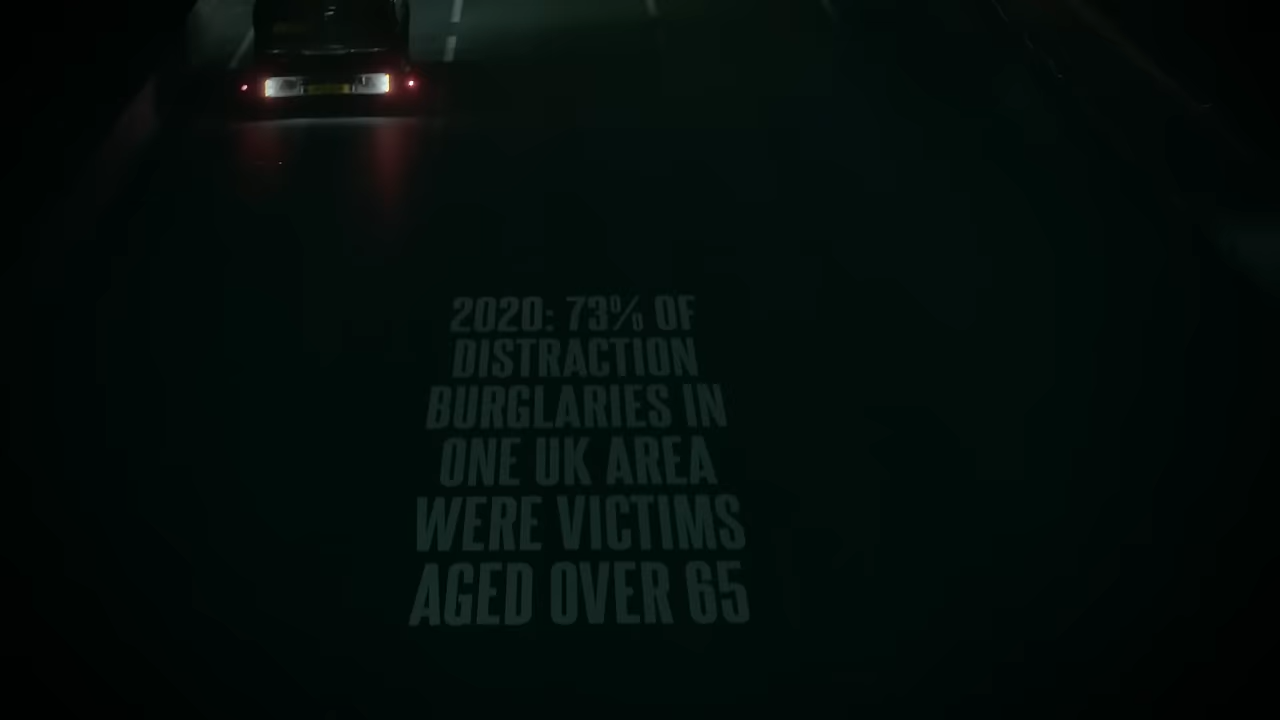 2020: 73% OF
DISTRACTION
BURGLARIES IN
ONE UK AREA
WERE VICTIMS
AGED OVER 65